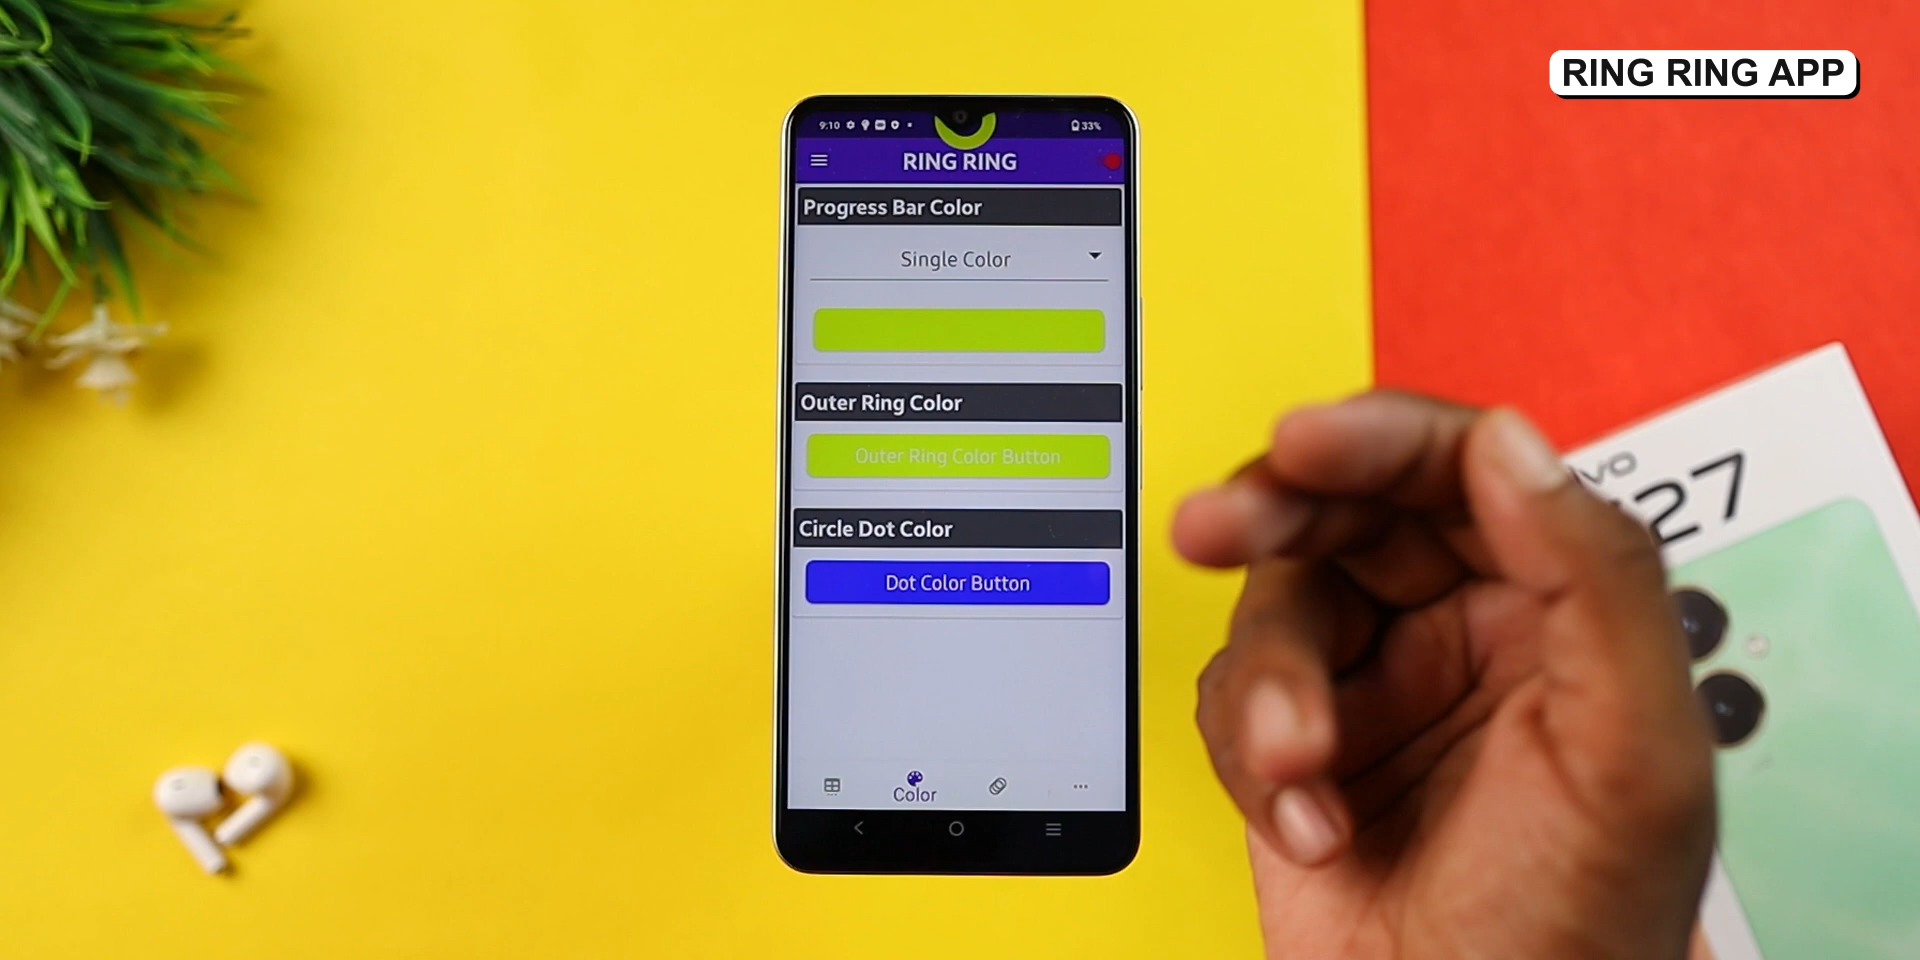 RING RING APP
9:10
33%
RING RING
Progress Bar Color
Single Color
Outer Ring Color
Outer Ring Color Button
Circle Dot Color
Dot Color Button
Color
vo
27